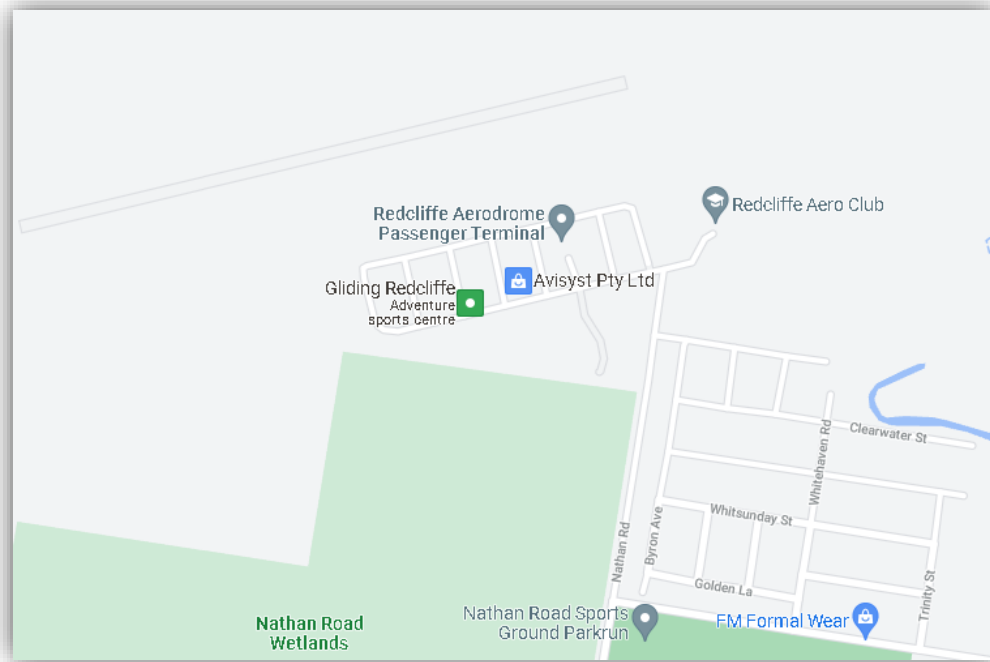 Redcliffe Aerodrome
Passenger Terminal
Redcliffe Aero Club
Gliding Redcliffe
Adventure
sports centre
Avisyst Pty Ltd
Clearwater St
Whitehaven Rd
Whitsunday St
Nathan Rd
Byron Ave
Golden La
Trinity St
Nathan Road
Wetlands
Nathan Road Sports
Ground Parkrun
FM Formal Wear